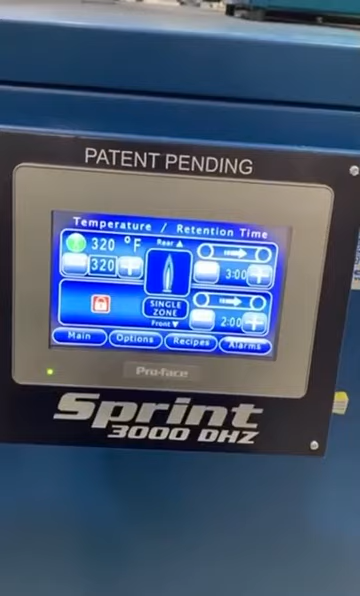 PATENT PENDING
Temperature / Retention Time
320 °F
Rear ▲
320
3:00
SINGLE
ZONE
Front ▼
2:00
Main
Options
Recipes
Alarms
Pro-face
Sprint
3000 DHZ